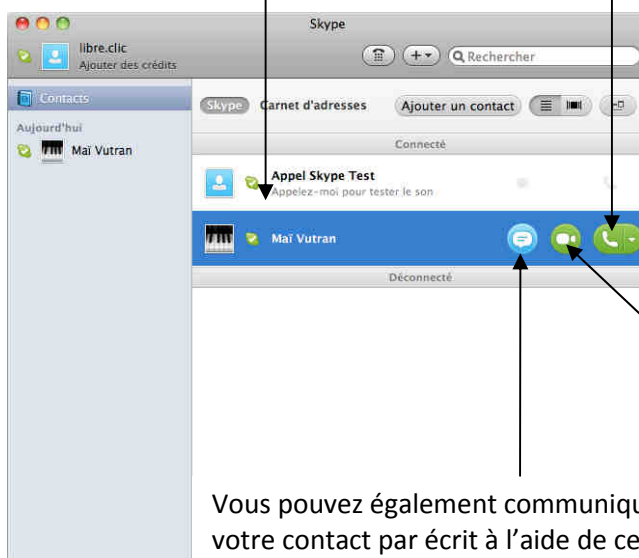 Skype
libre.clic
Ajouter des crédits
Rechercher
Contacts
Skype Carnet d'adresses Ajouter un contact
Aujourd'hui
Maï Vutran
Connecté
Appel Skype Test
Appelez-moi pour tester le son
Maï Vutran
Déconnecté
Vous pouvez également
votre contact par écrit à l'aide de